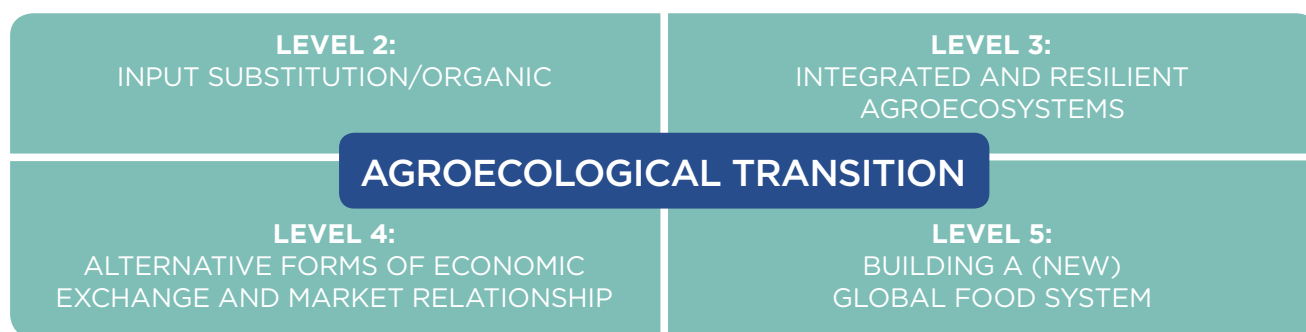 LEVEL 2:
INPUT SUBSTITUTION/ORGANIC
LEVEL 3:
INTEGRATED AND RESILIENT
AGROECOSYSTEMS
AGROECOLOGICAL TRANSITION
LEVEL 4:
ALTERNATIVE FORMS OF ECONOMIC
EXCHANGE AND MARKET RELATIONSHIP
LEVEL 5:
BUILDING A (NEW)
GLOBAL FOOD SYSTEM